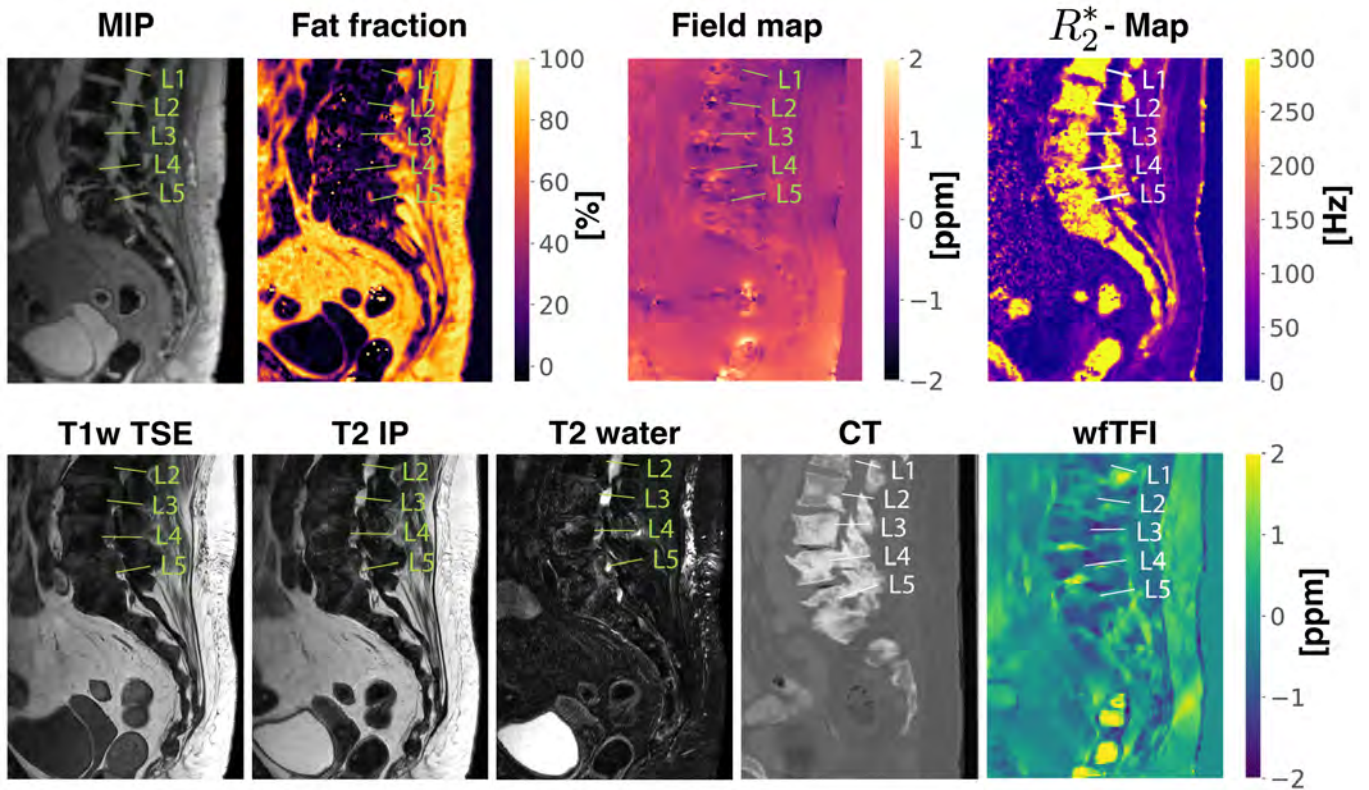 MIP
Fat fraction
Field map
R₂* - Map
L1
L2
L3
L4
L5
L1
L2
L3
L4
L5
100
80
60
40
20
0
[%]
L1
L2
L3
L4
L5
2
1
0
−1
−2
[ppm]
L1
L2
L3
L4
L5
300
250
200
150
100
50
0
[Hz]
T1w TSE
T2 IP
T2 water
CT
wfTFI
L2
L3
L4
L5
L2
L3
L4
L5
L2
L3
L4
L5
L1
L2
L3
L4
L5
L1
L2
L3
L4
L5
2
1
0
−1
−2
[ppm]